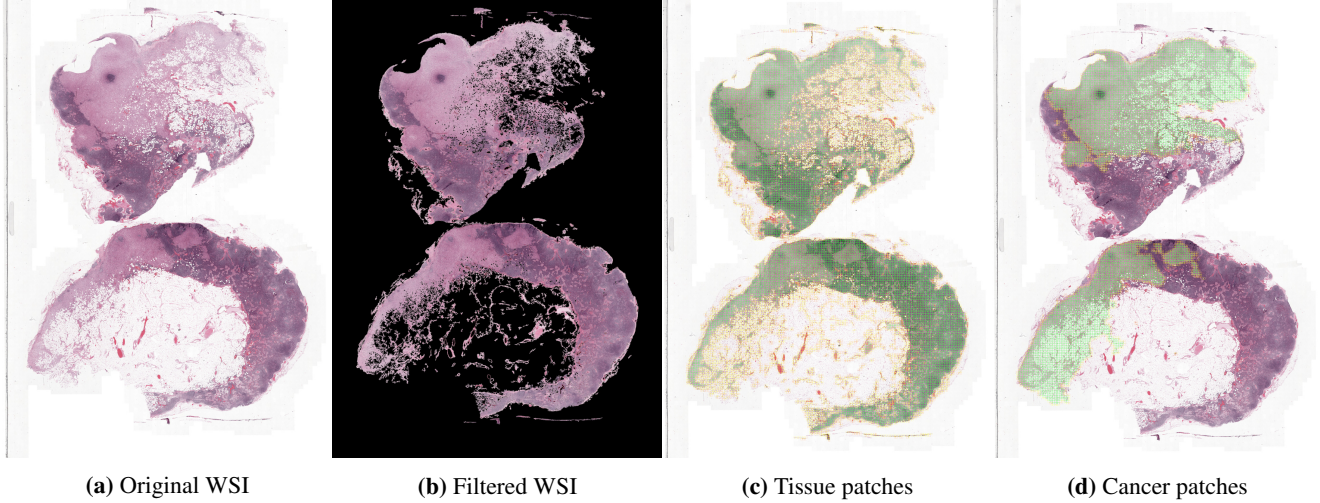 (a) Original WSI
(b) Filtered WSI
(c) Tissue patches
(d) Cancer patches